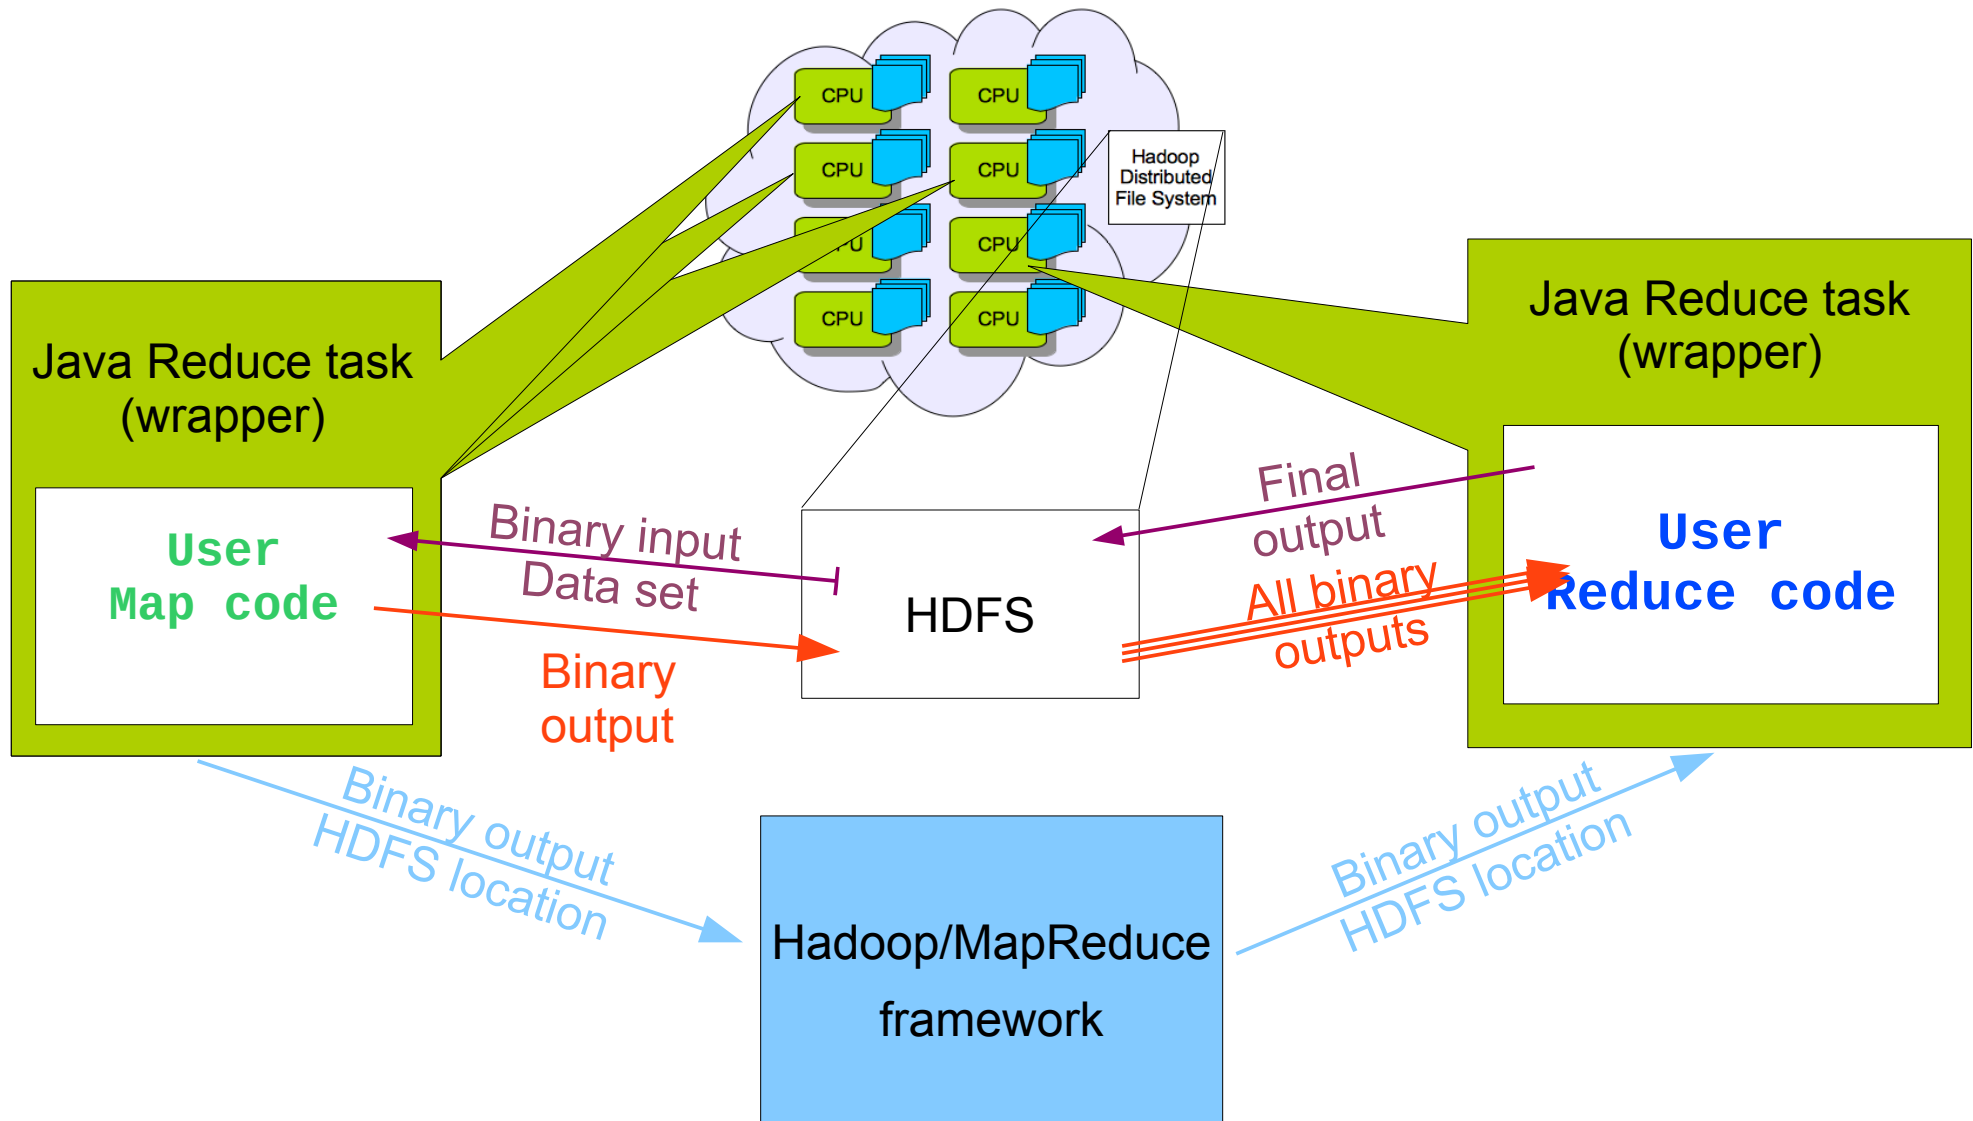 CPU
CPU
CPU
CPU
CPU
CPU
CPU
CPU
Hadoop
Distributed
File System
Java Reduce task
(wrapper)
User
Map code
Binary input
Data set
Binary
output
HDFS
Final
output
All binary
outputs
Java Reduce task
(wrapper)
User
Reduce code
Binary output
HDFS location
Hadoop/MapReduce
framework
Binary output
HDFS location